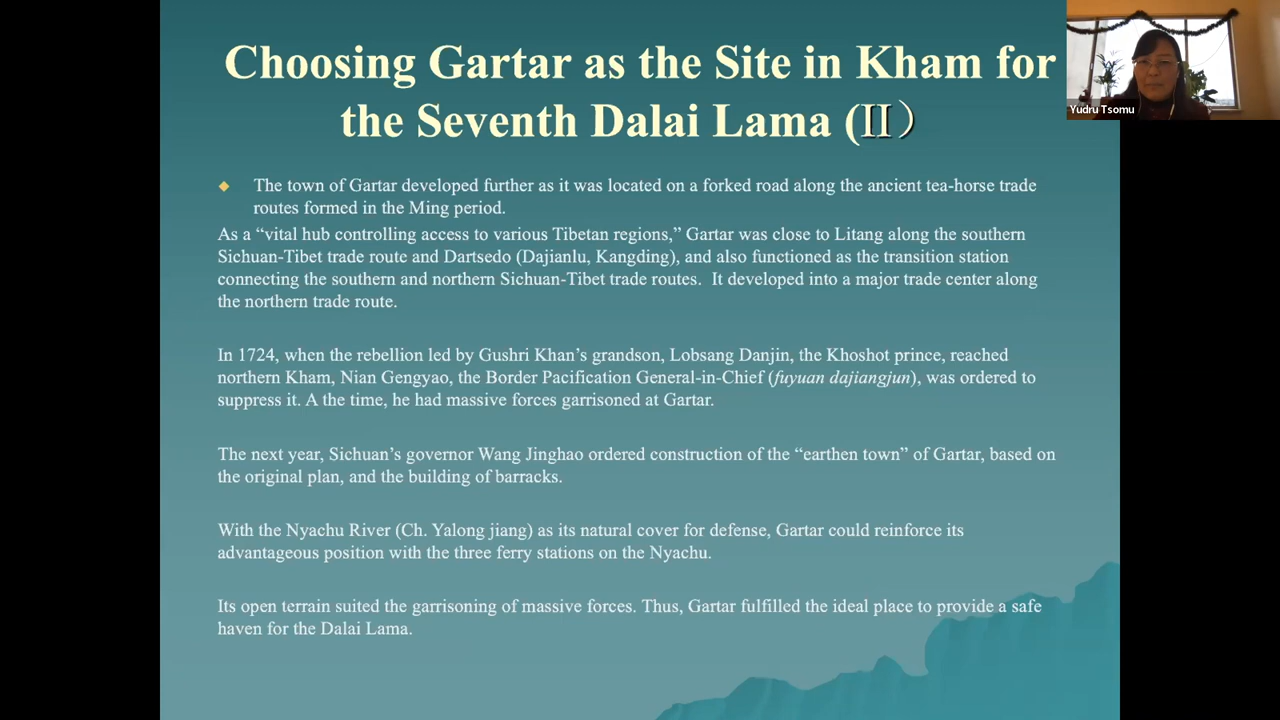 Choosing Gartar as the Site in Kham for
the Seventh Dalai Lama (II）
Yudru Tsomu
◆ The town of Gartar developed further as it was located on a forked road along the ancient tea-horse trade
routes formed in the Ming period.
As a “vital hub controlling access to various Tibetan regions,” Gartar was close to Litang along the southern
Sichuan-Tibet trade route and Dartsedo (Dajianlu, Kangding), and also functioned as the transition station
connecting the southern and northern Sichuan-Tibet trade routes. It developed into a major trade center along
the northern trade route.
In 1724, when the rebellion led by Gushri Khan’s grandson, Lobsang Danjin, the Khoshot prince, reached
northern Kham, Nian Gengyao, the Border Pacification General-in-Chief (fuyuan dajiangjun), was ordered to
suppress it. A the time, he had massive forces garrisoned at Gartar.
The next year, Sichuan’s governor Wang Jinghao ordered construction of the “earthen town” of Gartar, based on
the original plan, and the building of barracks.
With the Nyachu River (Ch. Yalong jiang) as its natural cover for defense, Gartar could reinforce its
advantageous position with the three ferry stations on the Nyachu.
Its open terrain suited the garrisoning of massive forces. Thus, Gartar fulfilled the ideal place to provide a safe
haven for the Dalai Lama.